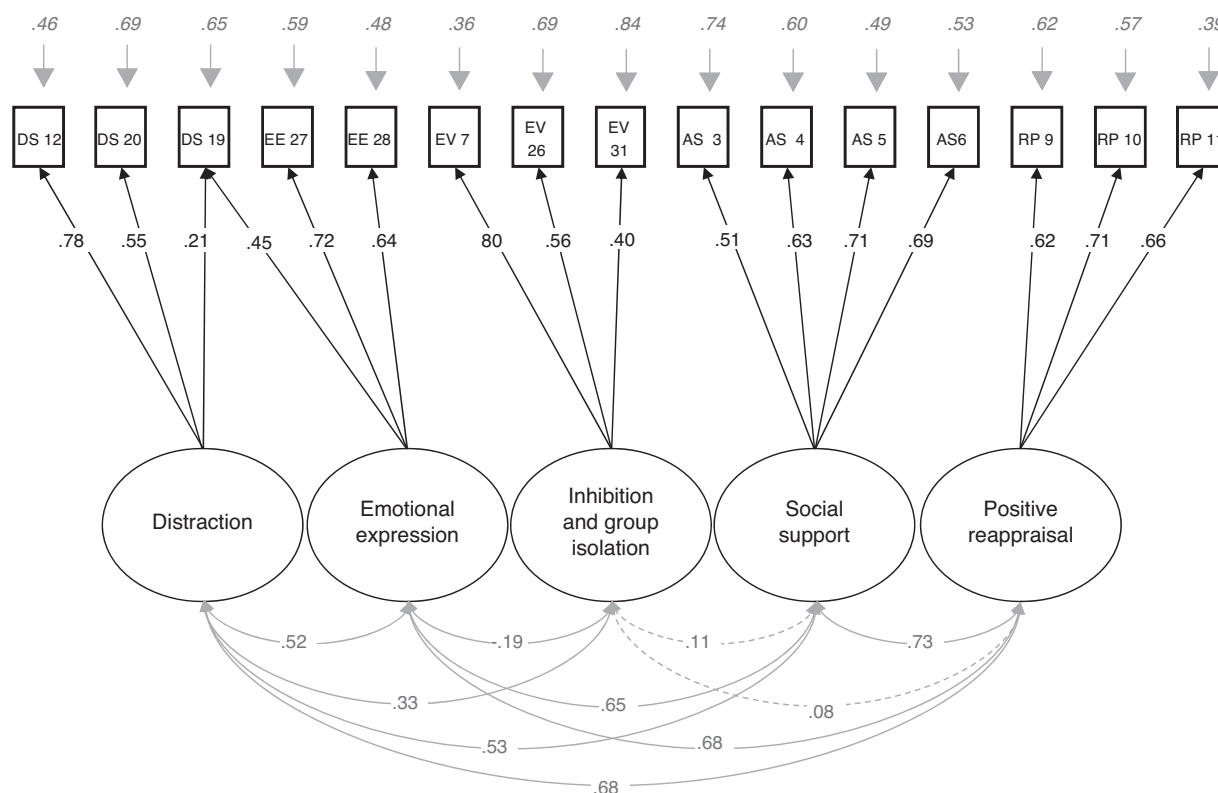 .46 .69 .65 .59 .48 .36 .69 .84 .74 .60 .49 .53 .62 .57 .39
DS 12 DS 20 DS 19 EE 27 EE 28 EV 7 EV 26 EV 31 AS 3 AS 4 AS 5 AS6 RP 9 RP 10 RP 11
.78 .55 .21 .45 .72 .64 80 .56 .40 .51 .63 .71 .69 .62 .71 .66
Distraction
Emotional
expression
Inhibition
and group
isolation
Social
support
Positive
reappraisal
.52 -.19 .11 .73
.33 .65 .08
.53 .68
.68